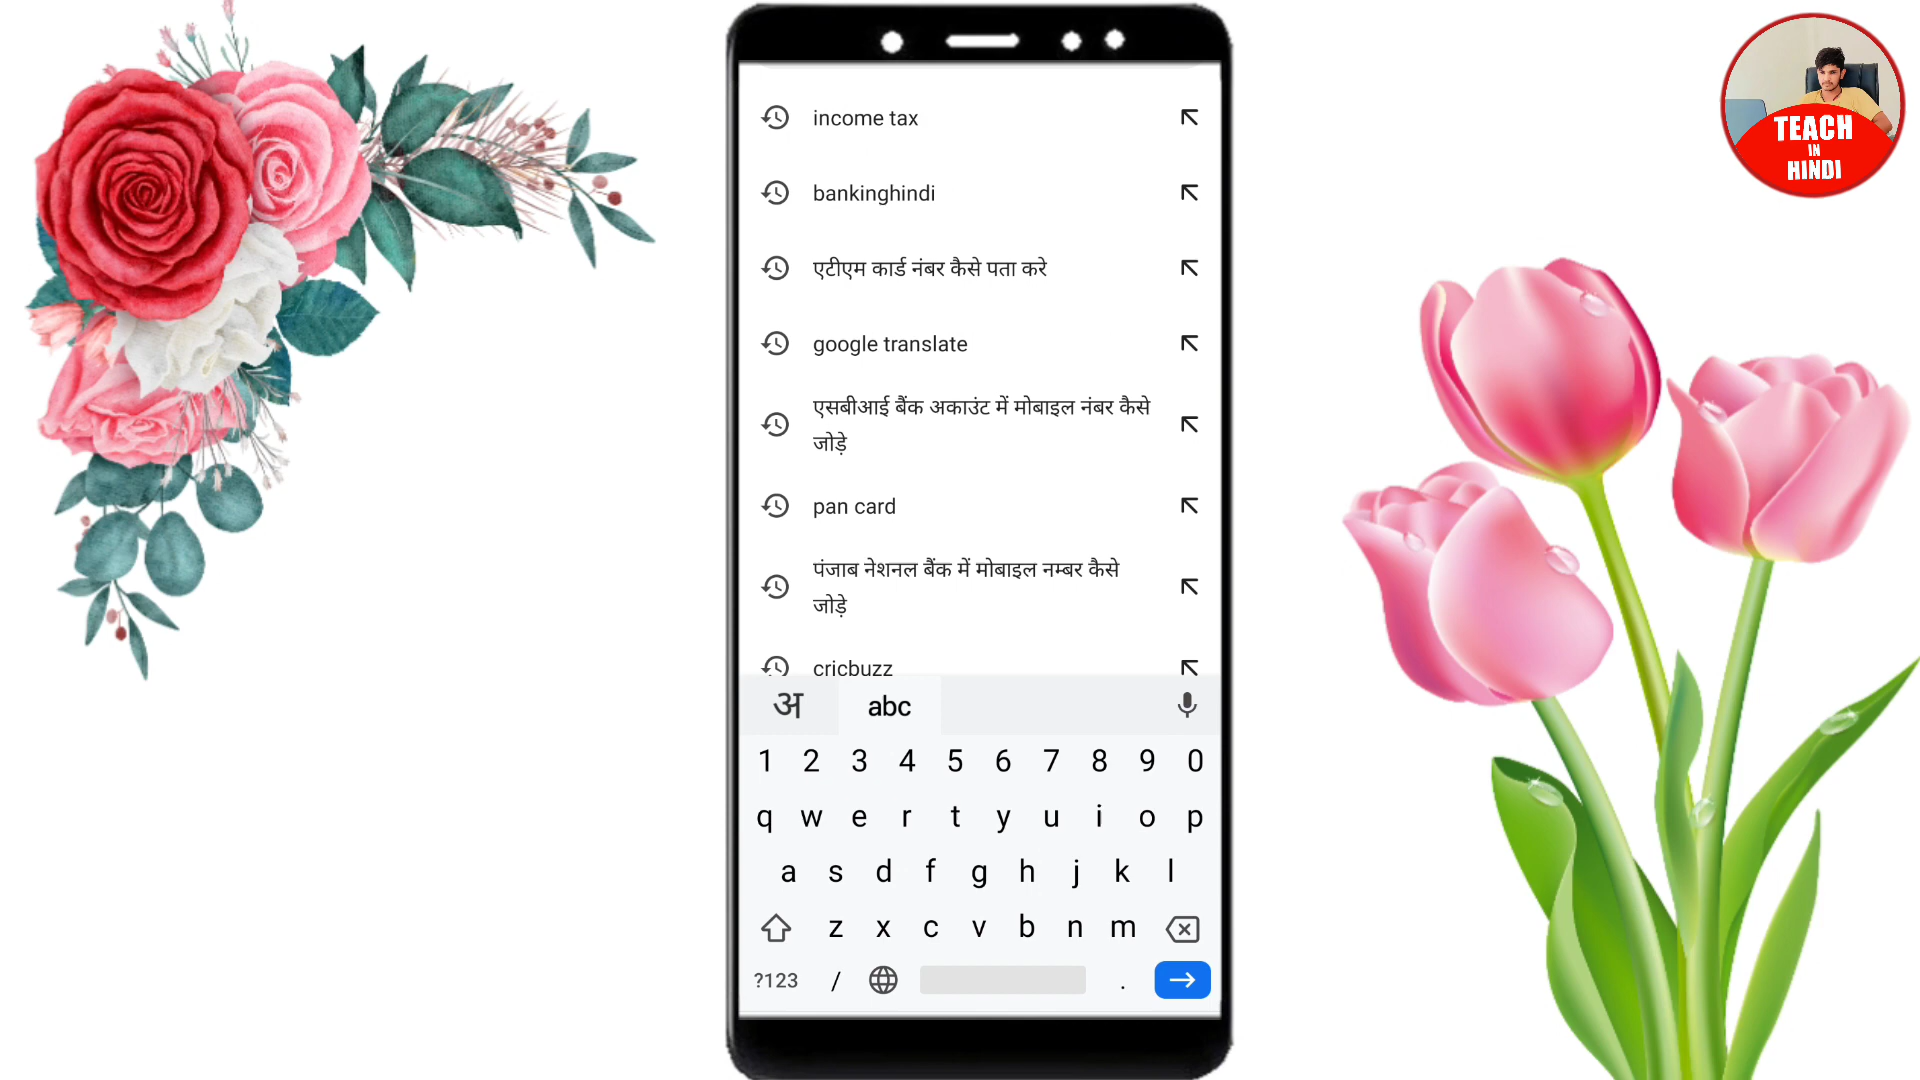 TEACH
IN
HINDI
income tax
bankinghindi
एटीएम कार्ड नंबर कैसे पता करे
google translate
एसबीआई बैंक अकाउंट में मोबाइल नंबर कैसे
जोड़े
pan card
पंजाब नेशनल बैंक में मोबाइल नम्बर कैसे
जोड़े
cricbuzz
अ abc
1 2 3 4 5 6 7 8 9 0
q w e r t y u i o p
a s d f g h j k l
z x c v b n m
?123 / .